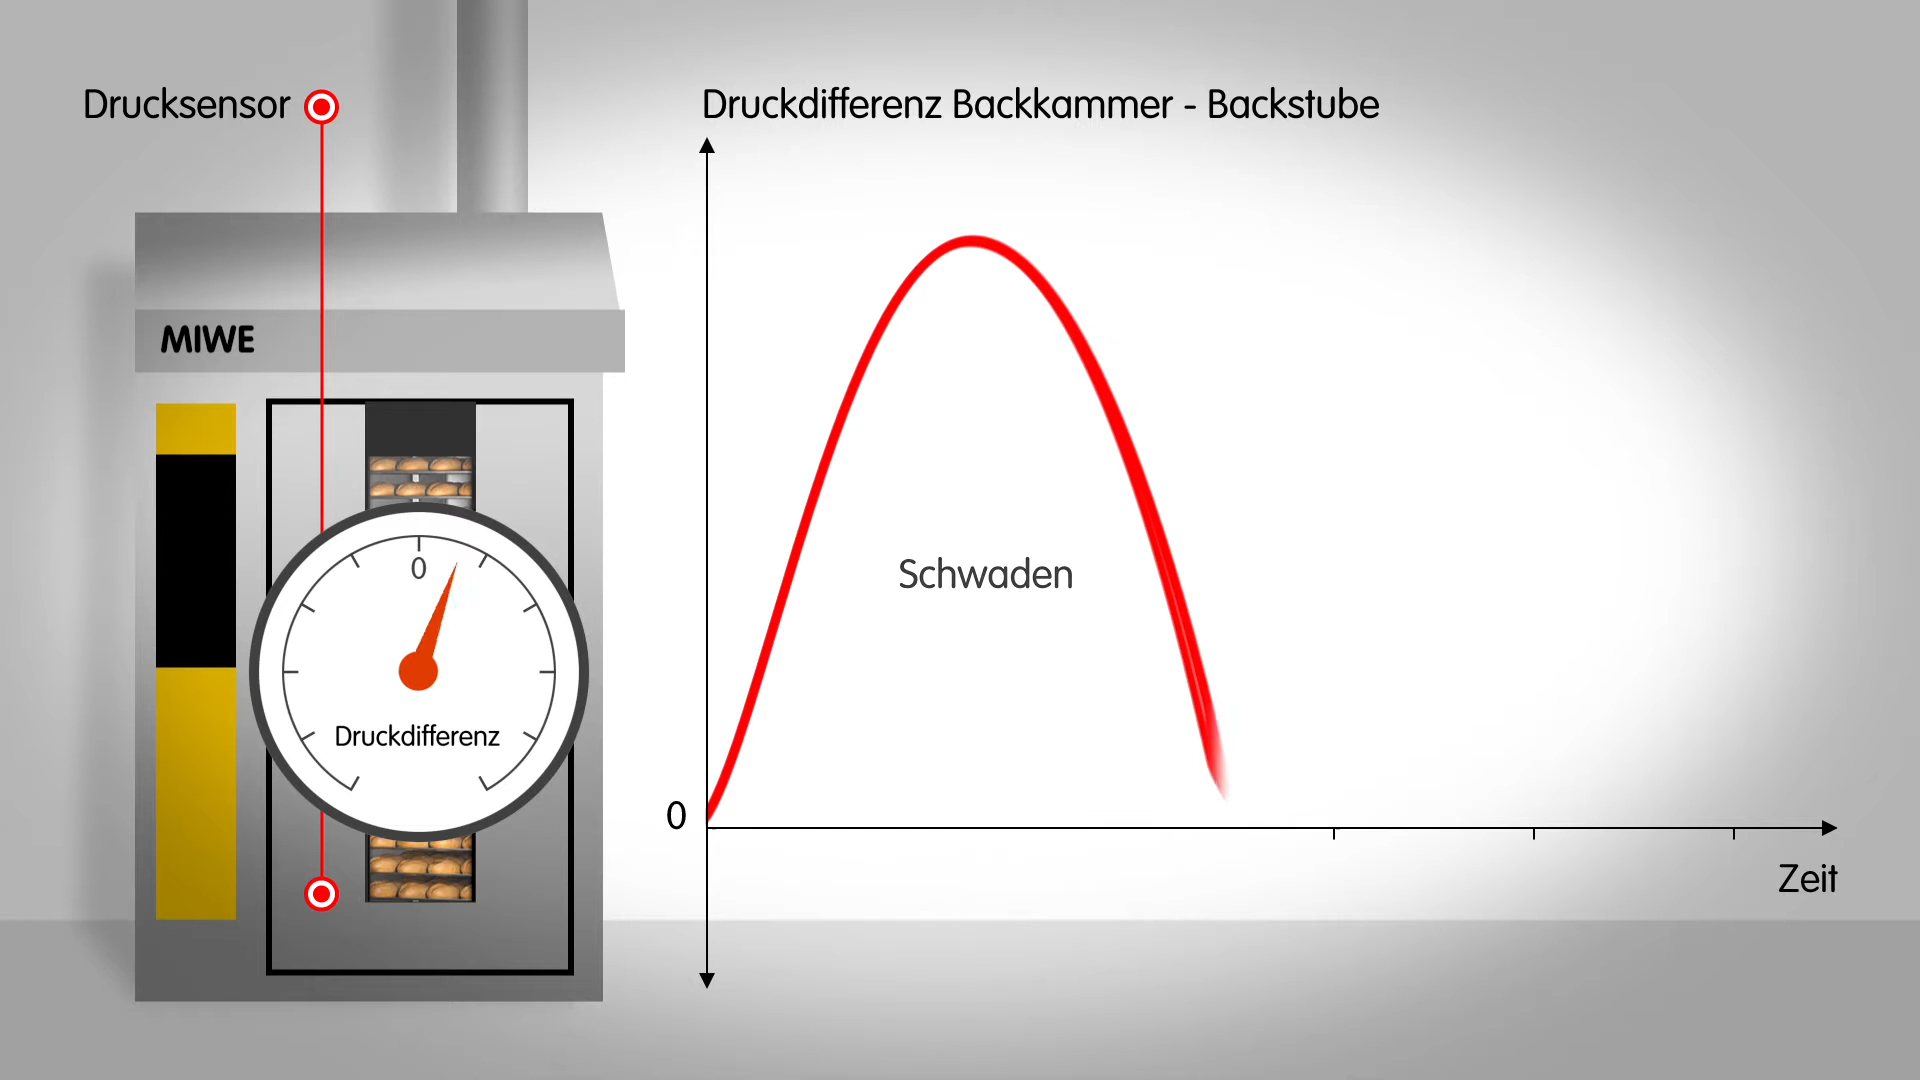 Drucksensor
Druckdifferenz Backkammer - Backstube
MIWE
0
Druckdifferenz
Schwaden
0
Zeit